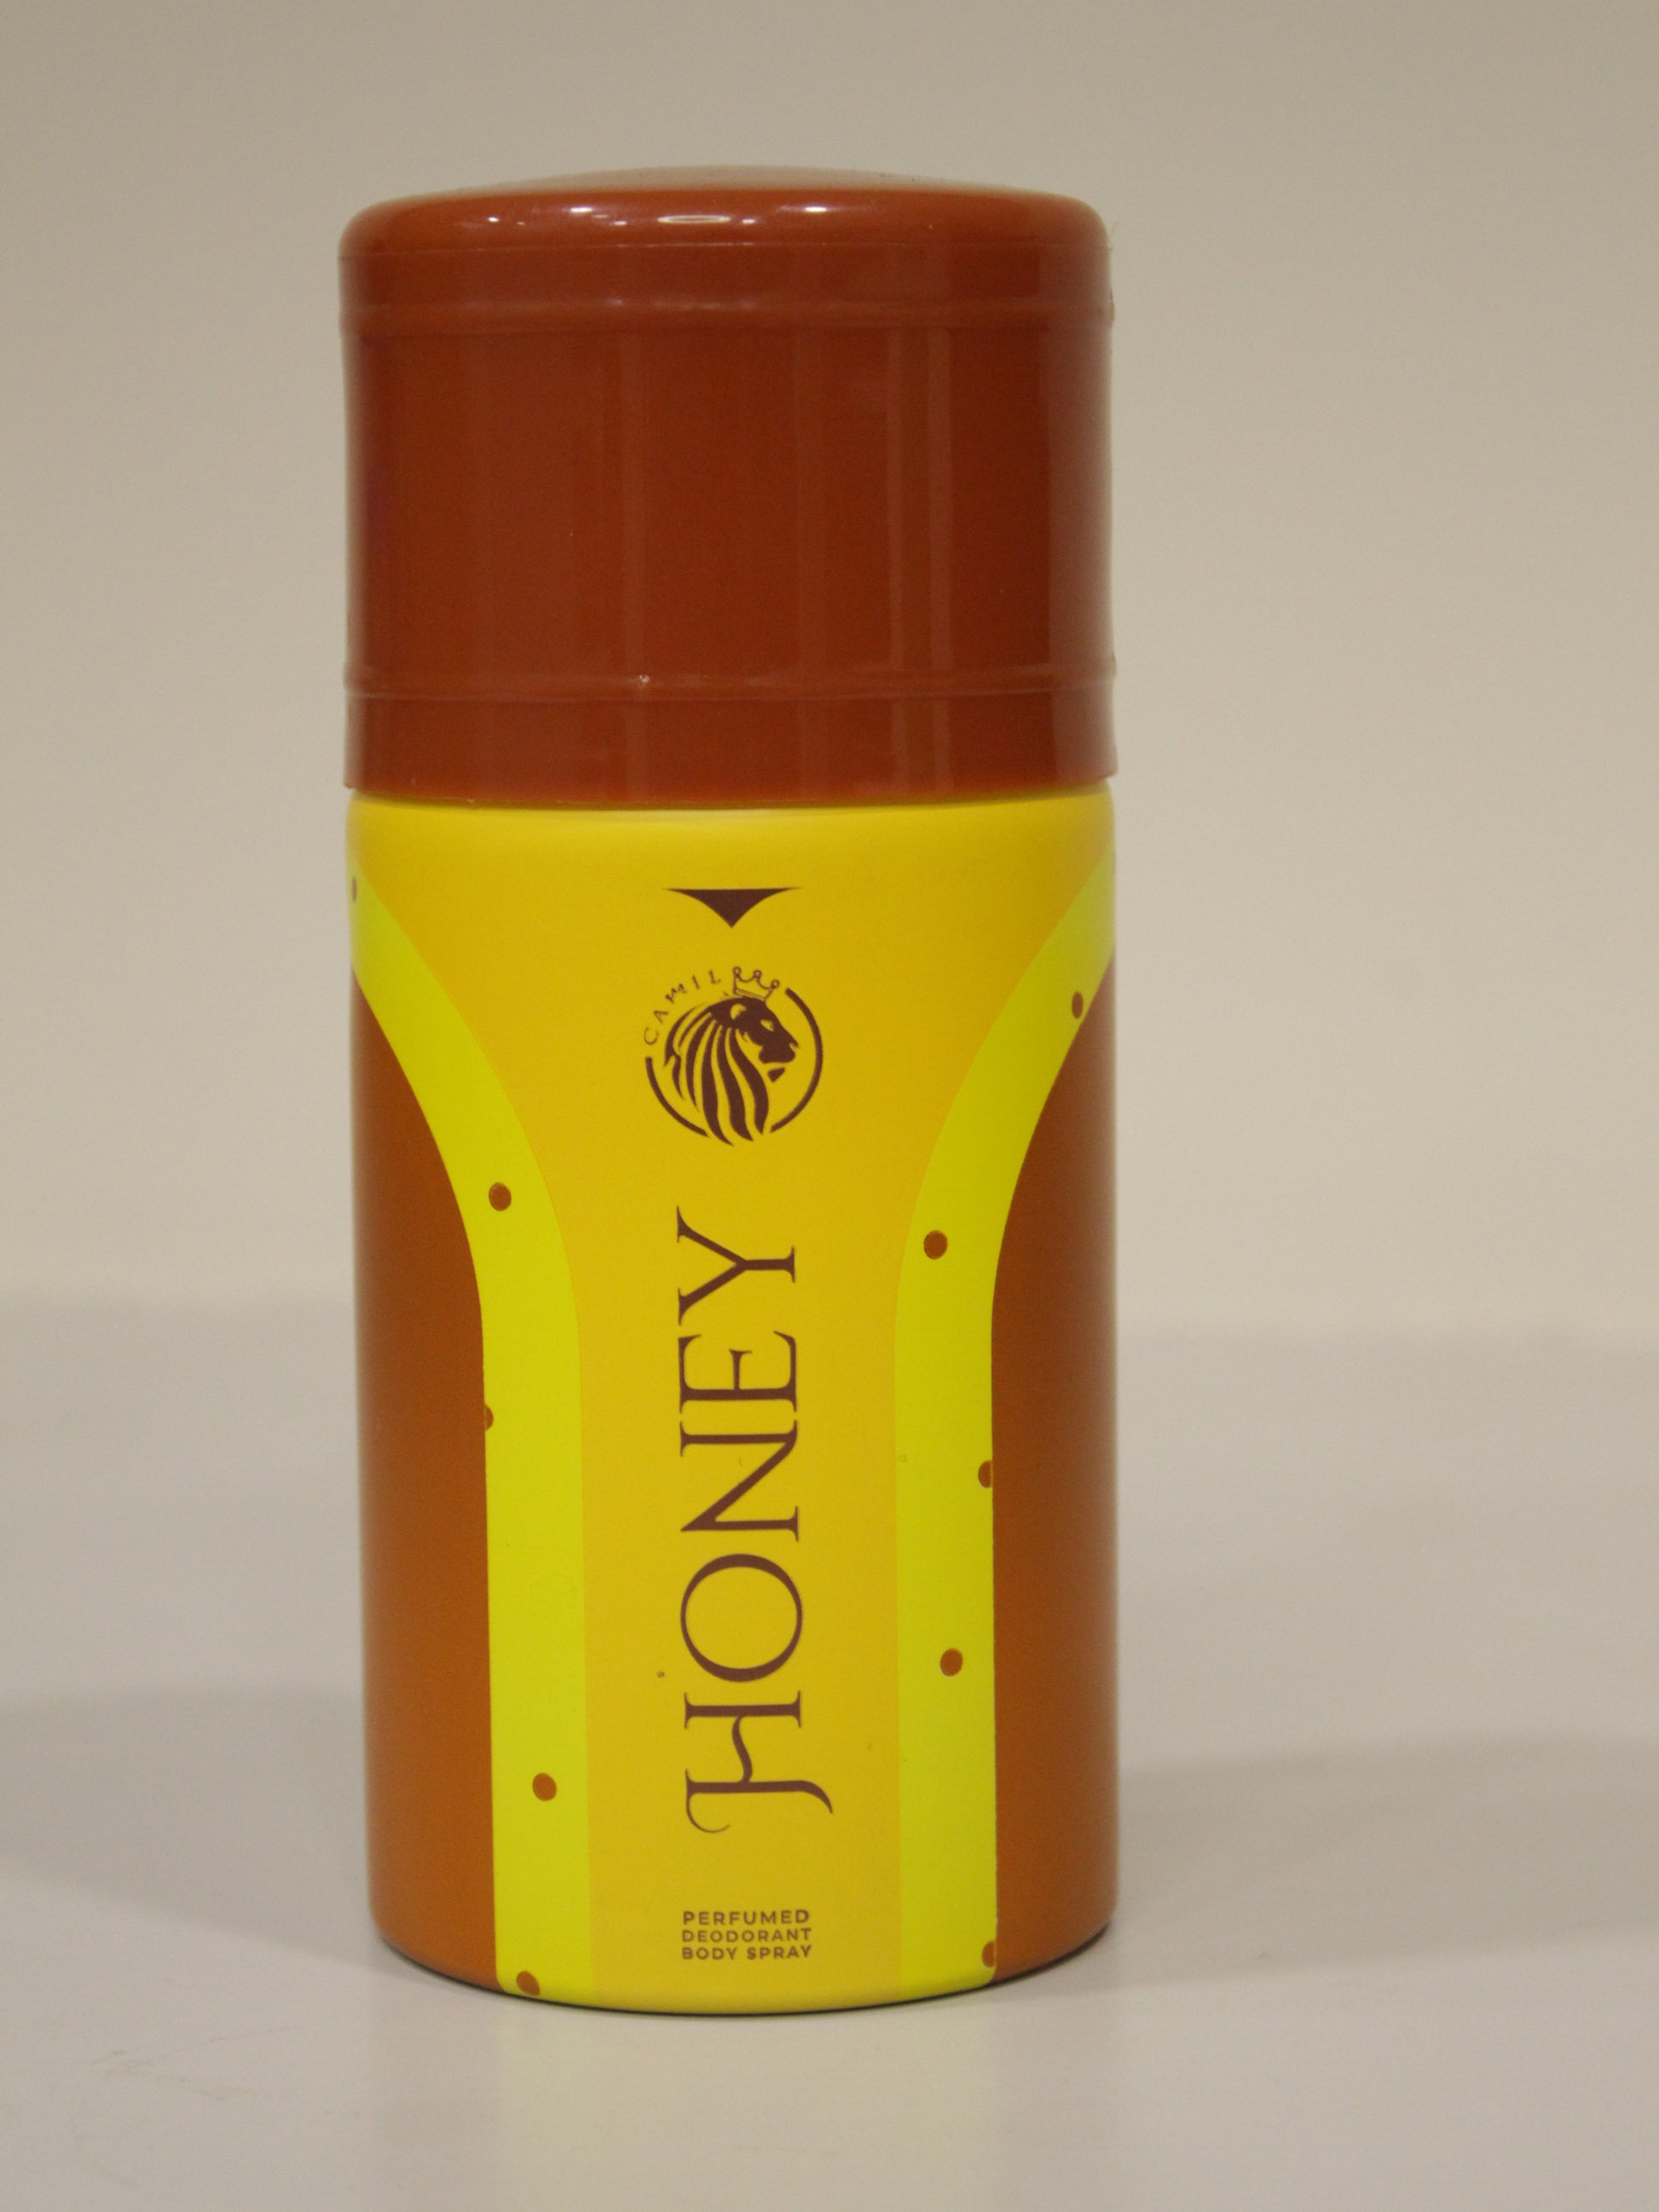 CAMIL
HONEY
PERFUMED
DEODORANT
BODY SPRAY